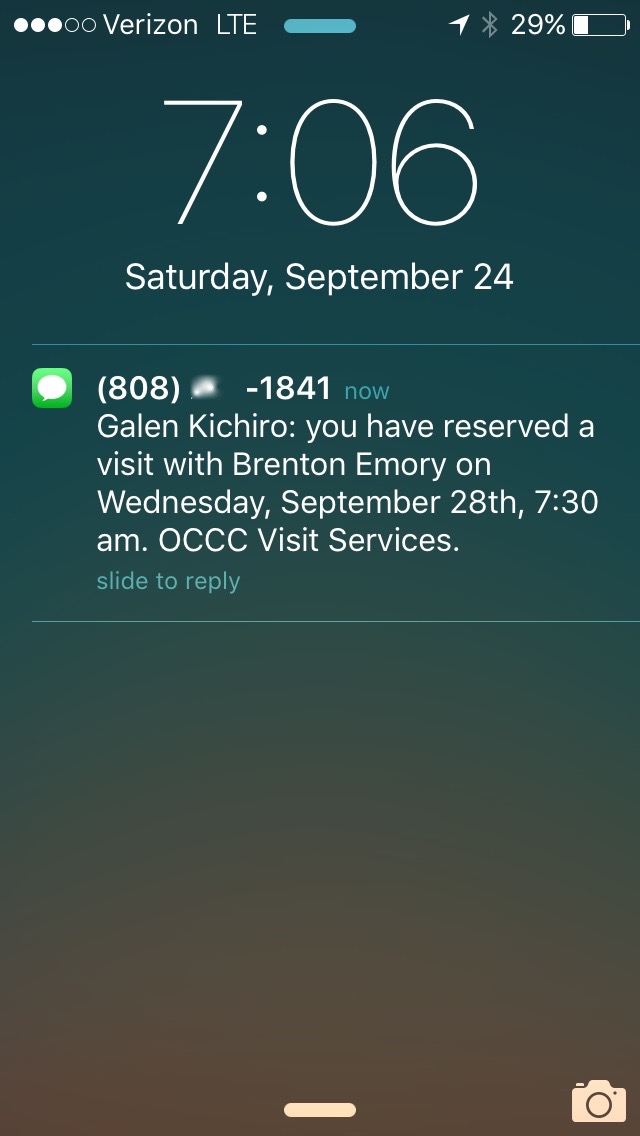 Verizon LTE 29%
7:06
Saturday, September 24
(808) -1841 now
Galen Kichiro: you have reserved a
visit with Brenton Emory on
Wednesday, September 28th, 7:30
am. OCCC Visit Services.
slide to reply